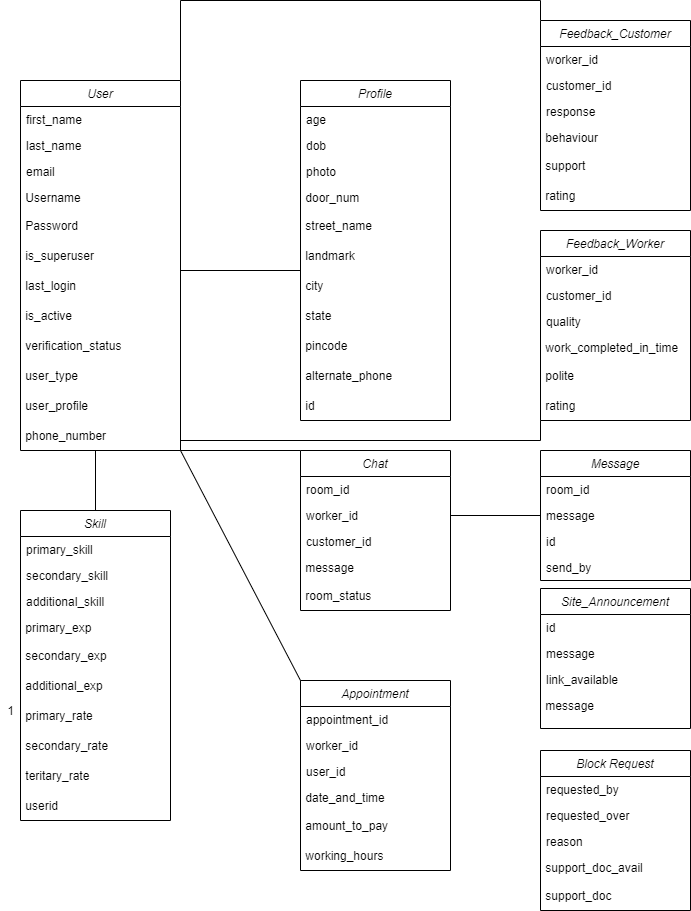 User
first_name
last_name
email
Username
Password
is_superuser
last_login
is_active
verification_status
user_type
user_profile
phone_number
Profile
age
dob
photo
door_num
street_name
landmark
city
state
pincode
alternate_phone
id
Feedback_Customer
worker_id
customer_id
response
behaviour
support
rating
Feedback_Worker
worker_id
customer_id
quality
work_completed_in_time
polite
rating
Skill
primary_skill
secondary_skill
additional_skill
primary_exp
secondary_exp
additional_exp
1
primary_rate
secondary_rate
teritary_rate
userid
Chat
room_id
worker_id
customer_id
message
room_status
Message
room_id
message
id
send_by
Site_Announcement
id
message
link_available
message
Appointment
appointment_id
worker_id
user_id
date_and_time
amount_to_pay
working_hours
Block Request
requested_by
requested_over
reason
support_doc_avail
support_doc